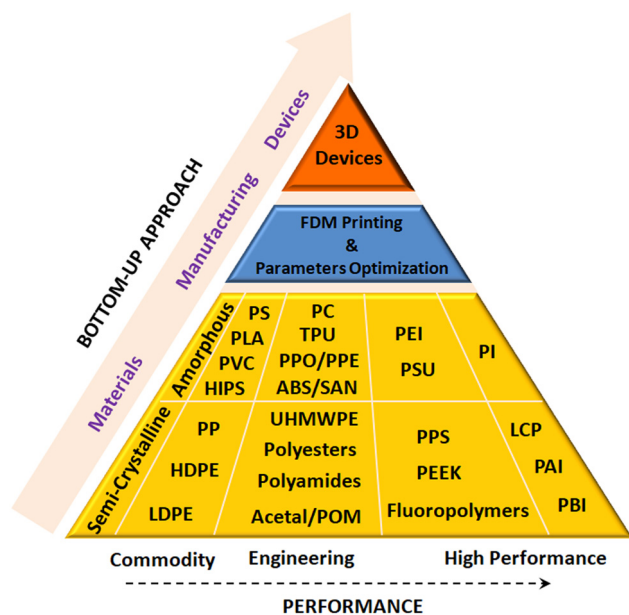 3D
Devices
FDM Printing
&
Parameters Optimization
BOTTOM-UP APPROACH
Materials
Manufacturing
Devices
Amorphous
PS
PLA
PVC
HIPS
PC
TPU
PPO/PPE
ABS/SAN
PEI
PSU
PI
Semi-Crystalline
PP
HDPE
LDPE
UHMWPE
Polyesters
Polyamides
Acetal/POM
PPS
PEEK
Fluoropolymers
LCP
PAI
PBI
Commodity
Engineering
High Performance
PERFORMANCE